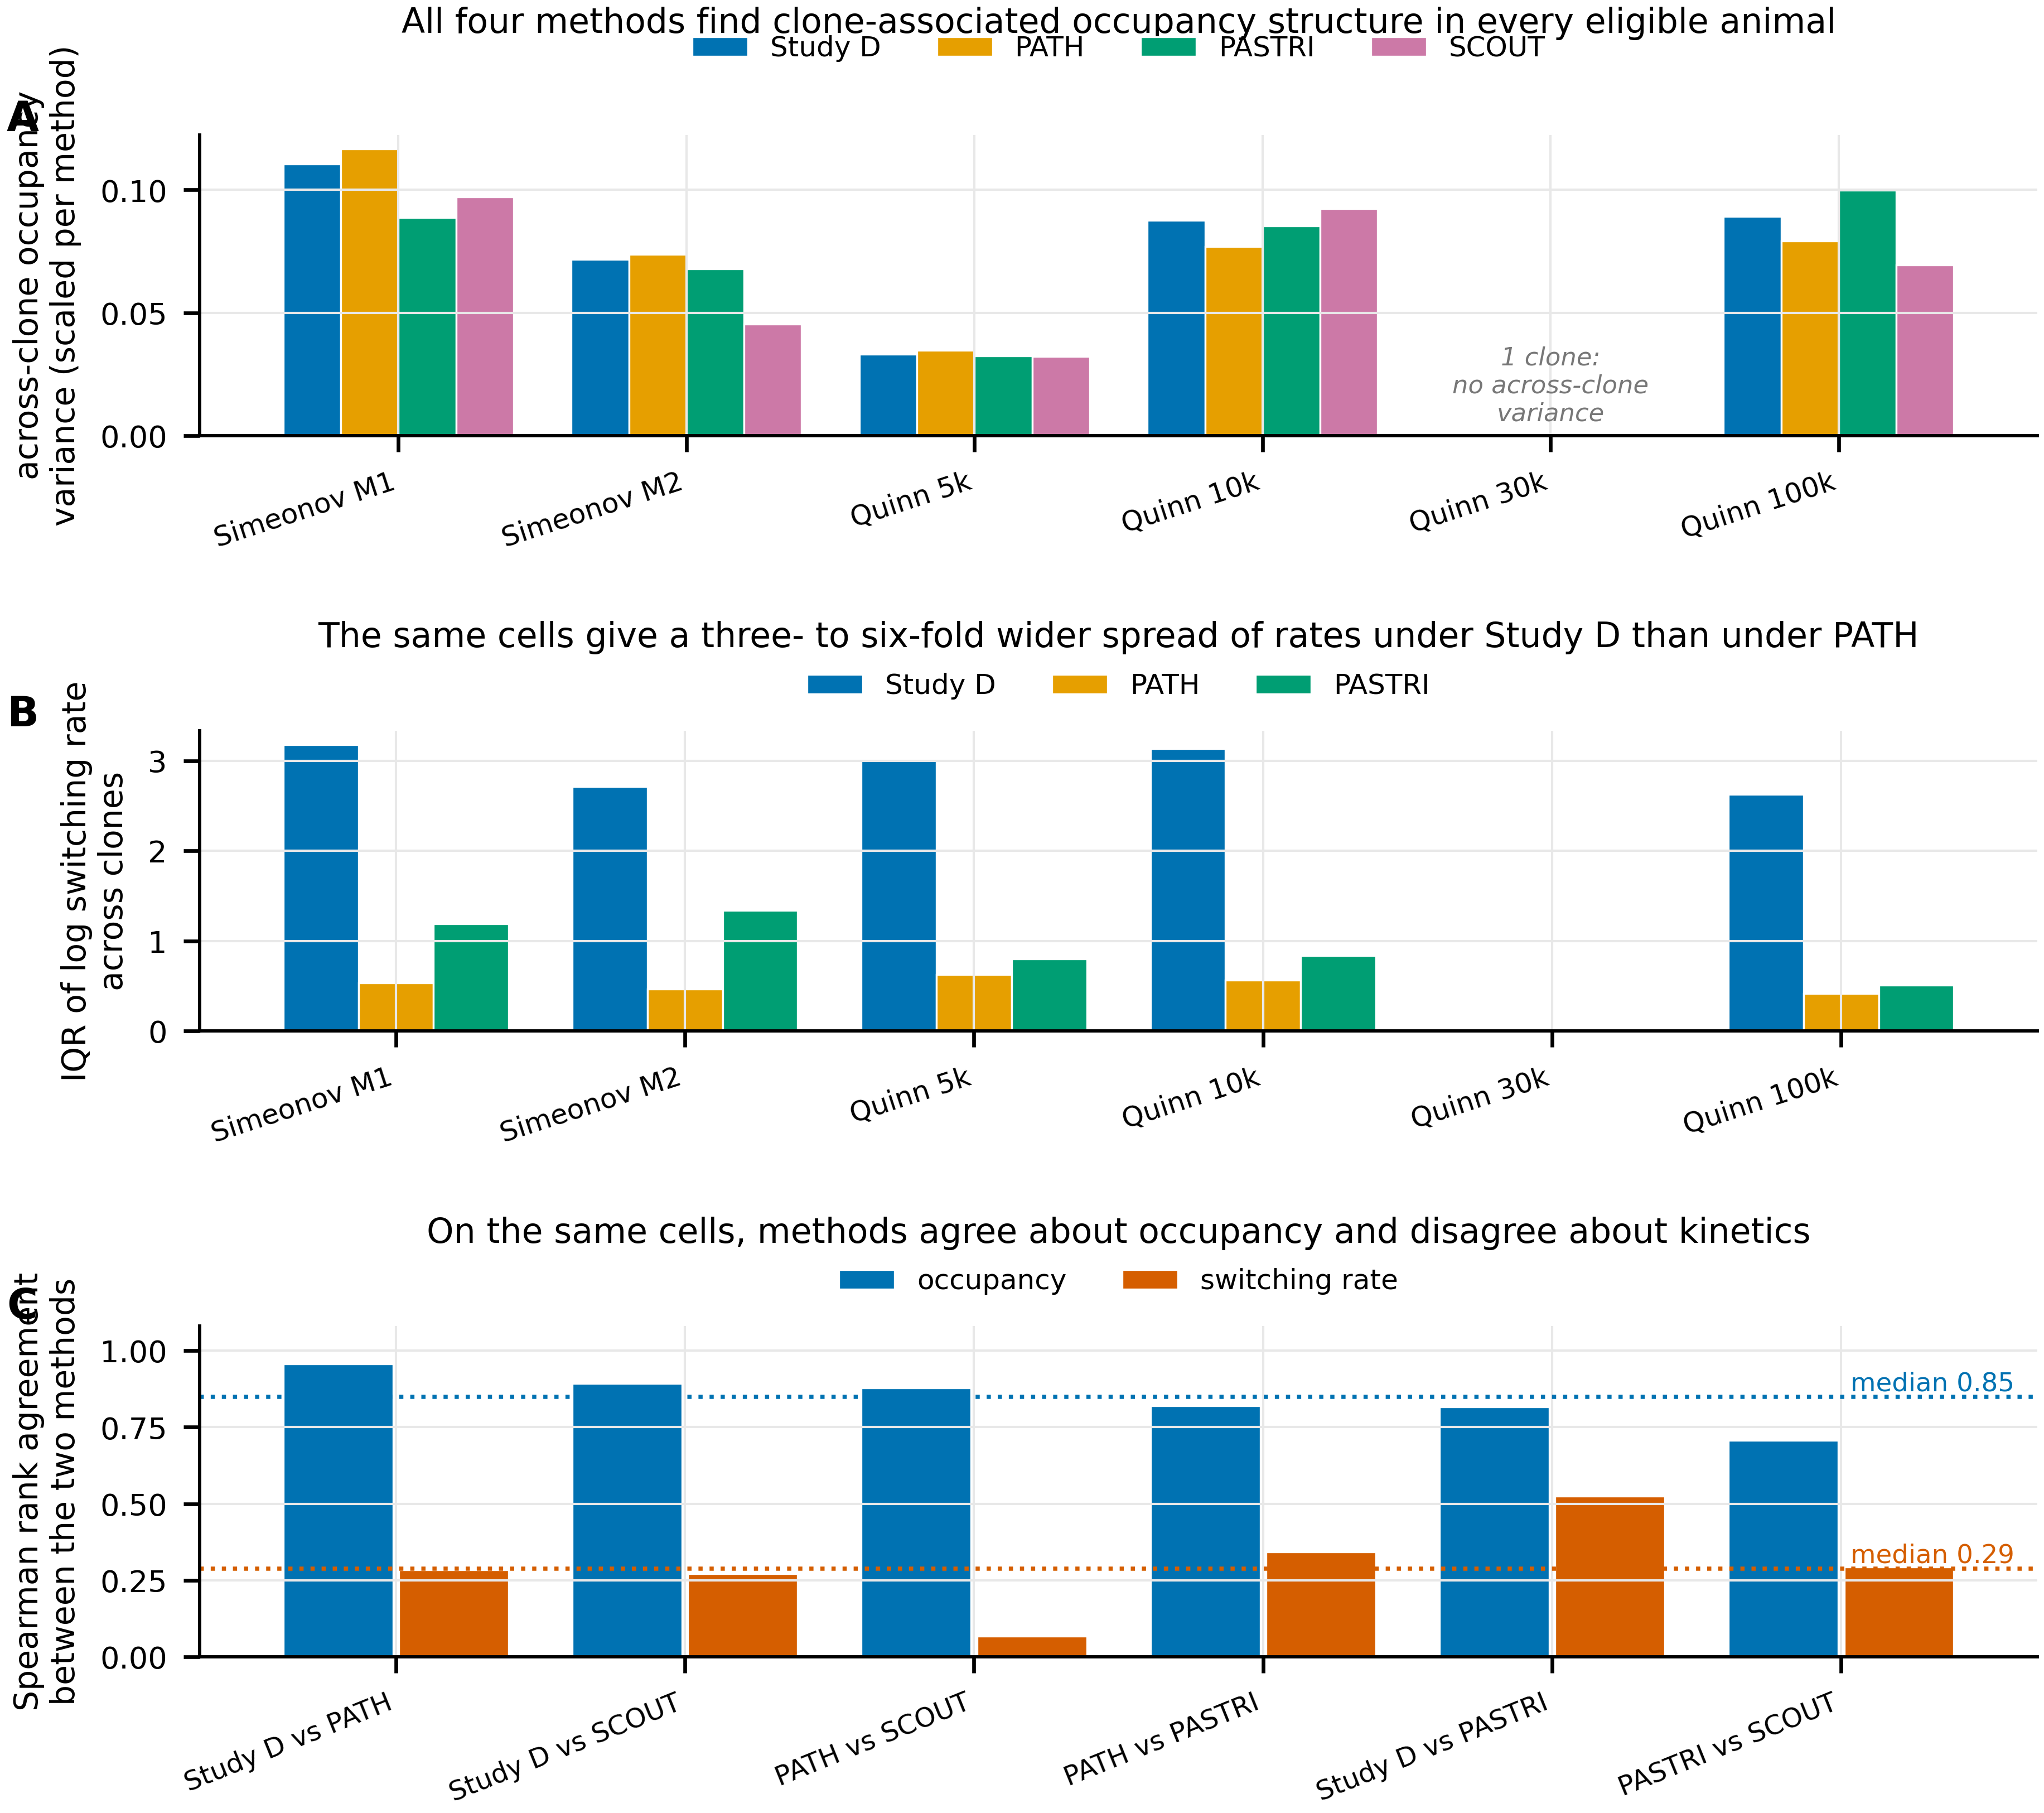 All four methods find clone-associated occupancy structure in every eligible animal
Study D PATH PASTRI SCOUT
A
across-clone occupancy
variance (scaled per method)
0.10
0.05
0.00
1 clone:
no across-clone
variance
Simeonov M1 Simeonov M2 Quinn 5k Quinn 10k Quinn 30k Quinn 100k
The same cells give a three- to six-fold wider spread of rates under Study D than under PATH
Study D PATH PASTRI
B
IQR of log switching rate
across clones
3
2
1
0
Simeonov M1 Simeonov M2 Quinn 5k Quinn 10k Quinn 30k Quinn 100k
On the same cells, methods agree about occupancy and disagree about kinetics
occupancy switching rate
C
Spearman rank agreement
between the two methods
1.00
0.75
0.50
0.25
0.00
median 0.85
median 0.29
Study D vs PATH Study D vs SCOUT PATH vs SCOUT PATH vs PASTRI Study D vs PASTRI PASTRI vs SCOUT